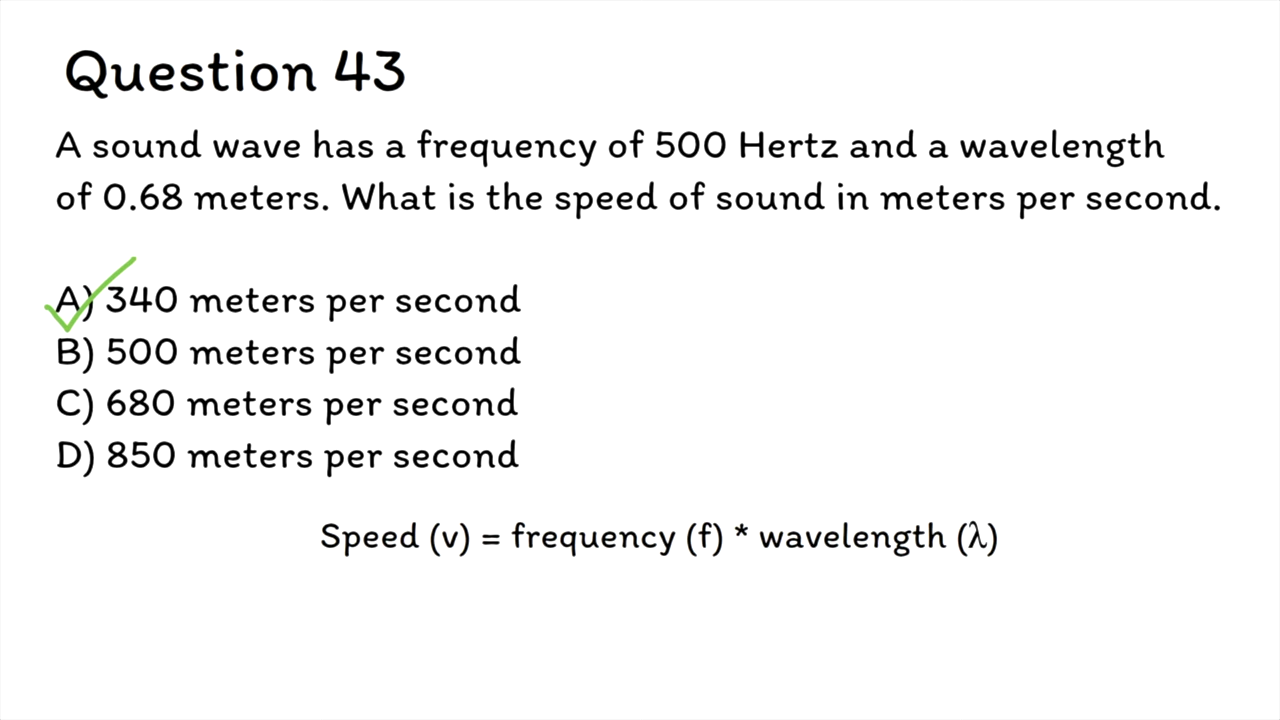 Question 43
A sound wave has a frequency of 500 Hertz and a wavelength
of 0.68 meters. What is the speed of sound in meters per second.
A) 340 meters per second
B) 500 meters per second
C) 680 meters per second
D) 850 meters per second
Speed (v) = frequency (f) * wavelength (λ)